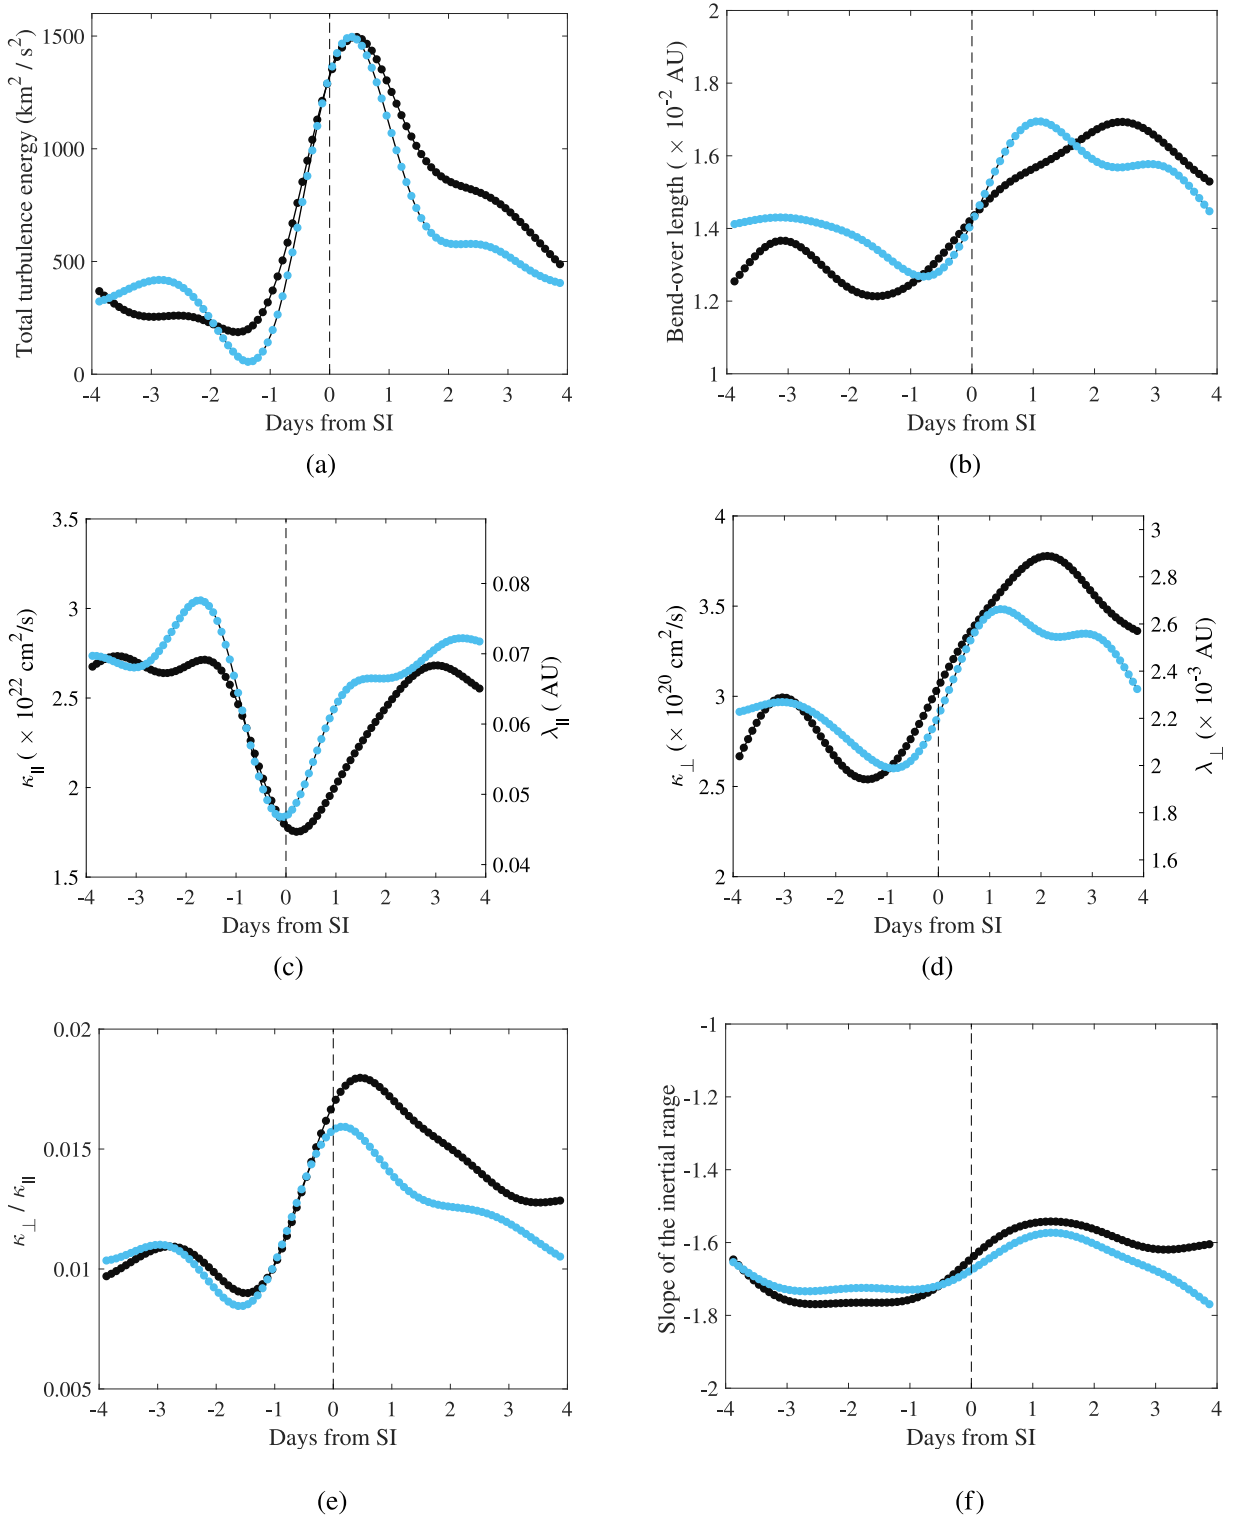 Total turbulence energy (km² / s²)
1500
1000
500
0
-4 -3 -2 -1 0 1 2 3 4
Days from SI
(a)
Bend-over length ( × 10⁻² AU)
2
1.8
1.6
1.4
1.2
1
-4 -3 -2 -1 0 1 2 3 4
Days from SI
(b)
κ∥ ( × 10²² cm²/s)
3.5
3
2.5
2
1.5
-4 -3 -2 -1 0 1 2 3 4
0.08
0.07
0.06
0.05
0.04
λ∥ ( AU)
Days from SI
(c)
κ⊥ ( × 10²⁰ cm²/s)
4
3.5
3
2.5
2
-4 -3 -2 -1 0 1 2 3 4
3
2.8
2.6
2.4
2.2
2
1.8
1.6
λ⊥ ( × 10⁻³ AU)
Days from SI
(d)
κ⊥ / κ∥
0.02
0.015
0.01
0.005
-4 -3 -2 -1 0 1 2 3 4
Days from SI
(e)
Slope of the inertial range
-1
-1.2
-1.4
-1.6
-1.8
-2
-4 -3 -2 -1 0 1 2 3 4
Days from SI
(f)